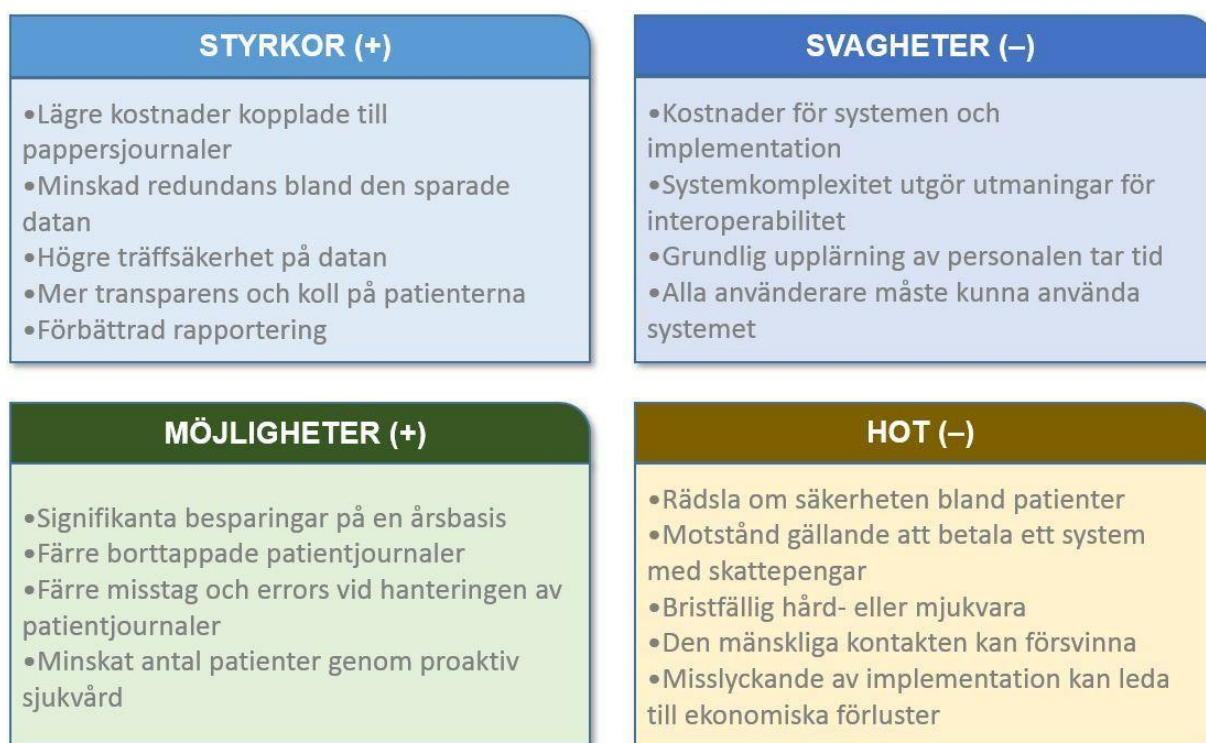 STYRKOR (+)
•Lägre kostnader kopplade till
pappersjournaler
•Minskad redundans bland den sparade
datan
•Högre träffsäkerhet på datan
•Mer transparens och koll på patienterna
•Förbättrad rapportering
SVAGHETER (–)
•Kostnader för systemen och
implementation
•Systemkomplexitet utgör utmaningar för
interoperabilitet
•Grundlig upplärning av personalen tar tid
•Alla användare måste kunna använda
systemet
MÖJLIGHETER (+)
•Signifikanta besparingar på en årsbasis
•Färre borttappade patientjournaler
•Färre misstag och errors vid hanteringen av
patientjournaler
•Minskat antal patienter genom proaktiv
sjukvård
HOT (–)
•Rädsla om säkerheten bland patienter
•Motstånd gällande att betala ett system
med skattepengar
•Bristfällig hård- eller mjukvara
•Den mänskliga kontakten kan försvinna
•Misslyckande av implementation kan leda
till ekonomiska förluster